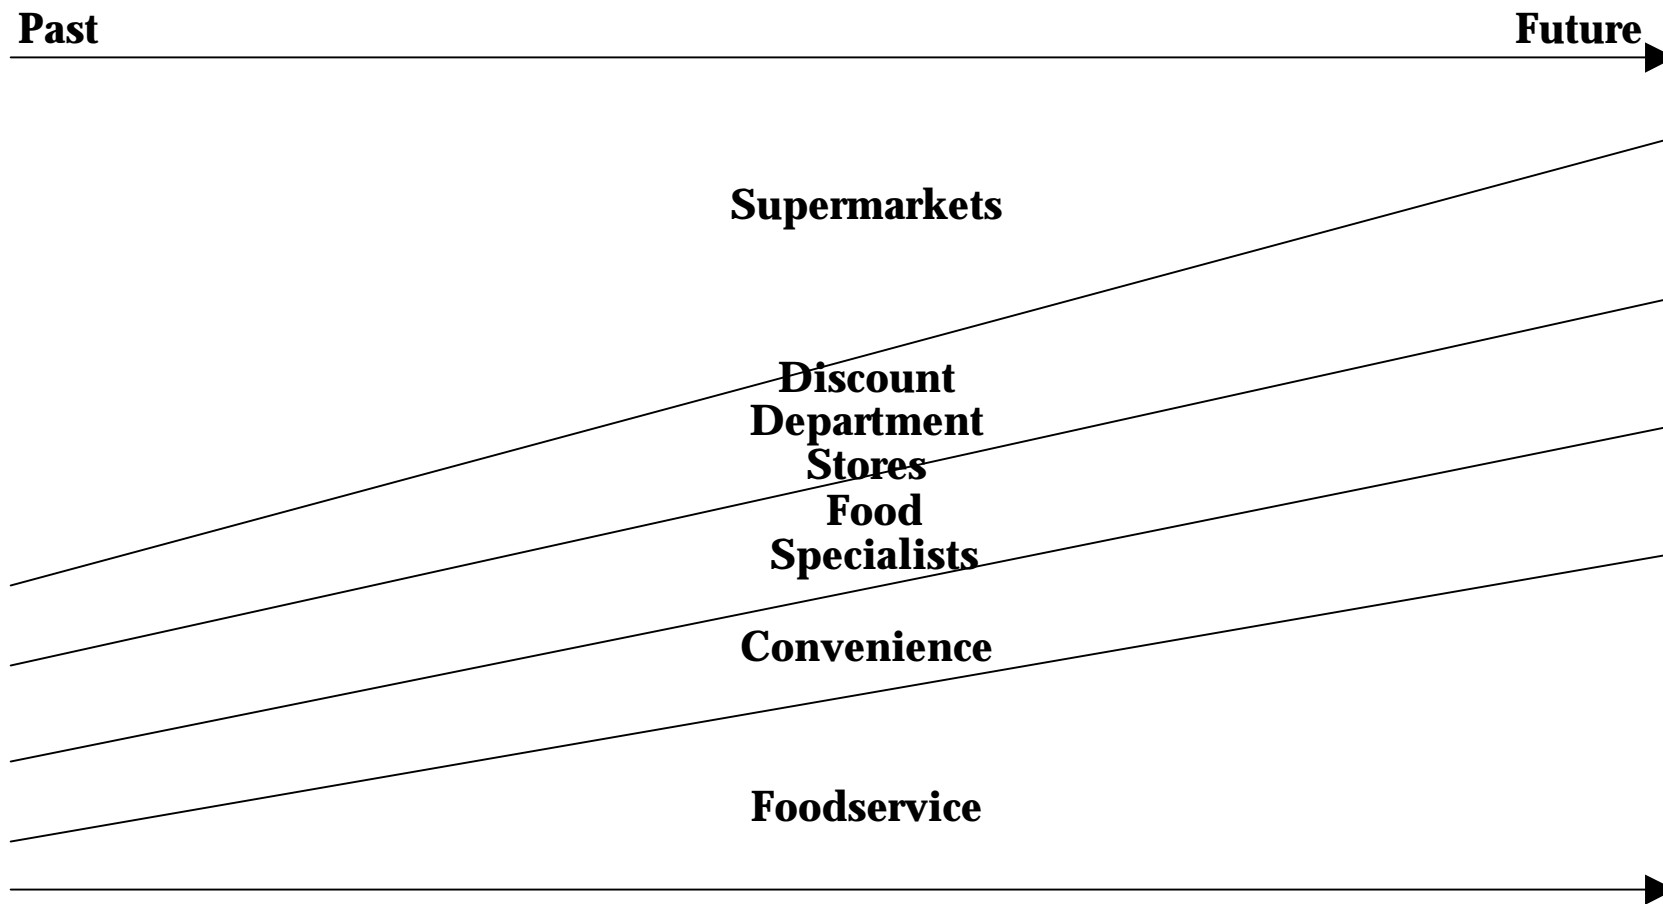 Past
Future
Supermarkets
Discount
Department
Stores
Food
Specialists
Convenience
Foodservice